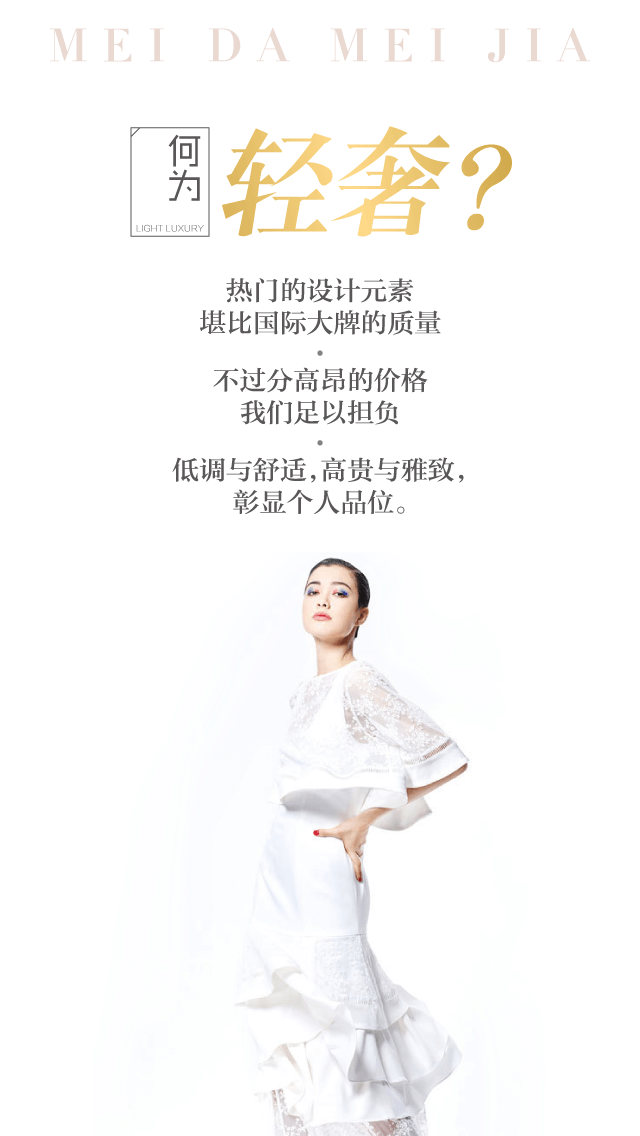 MEI DA MEI JIA
何为
LIGHT LUXURY
轻奢?
热门的设计元素
堪比国际大牌的质量
·
不过分高昂的价格
我们足以担负
·
低调与舒适,高贵与雅致,
彰显个人品位。